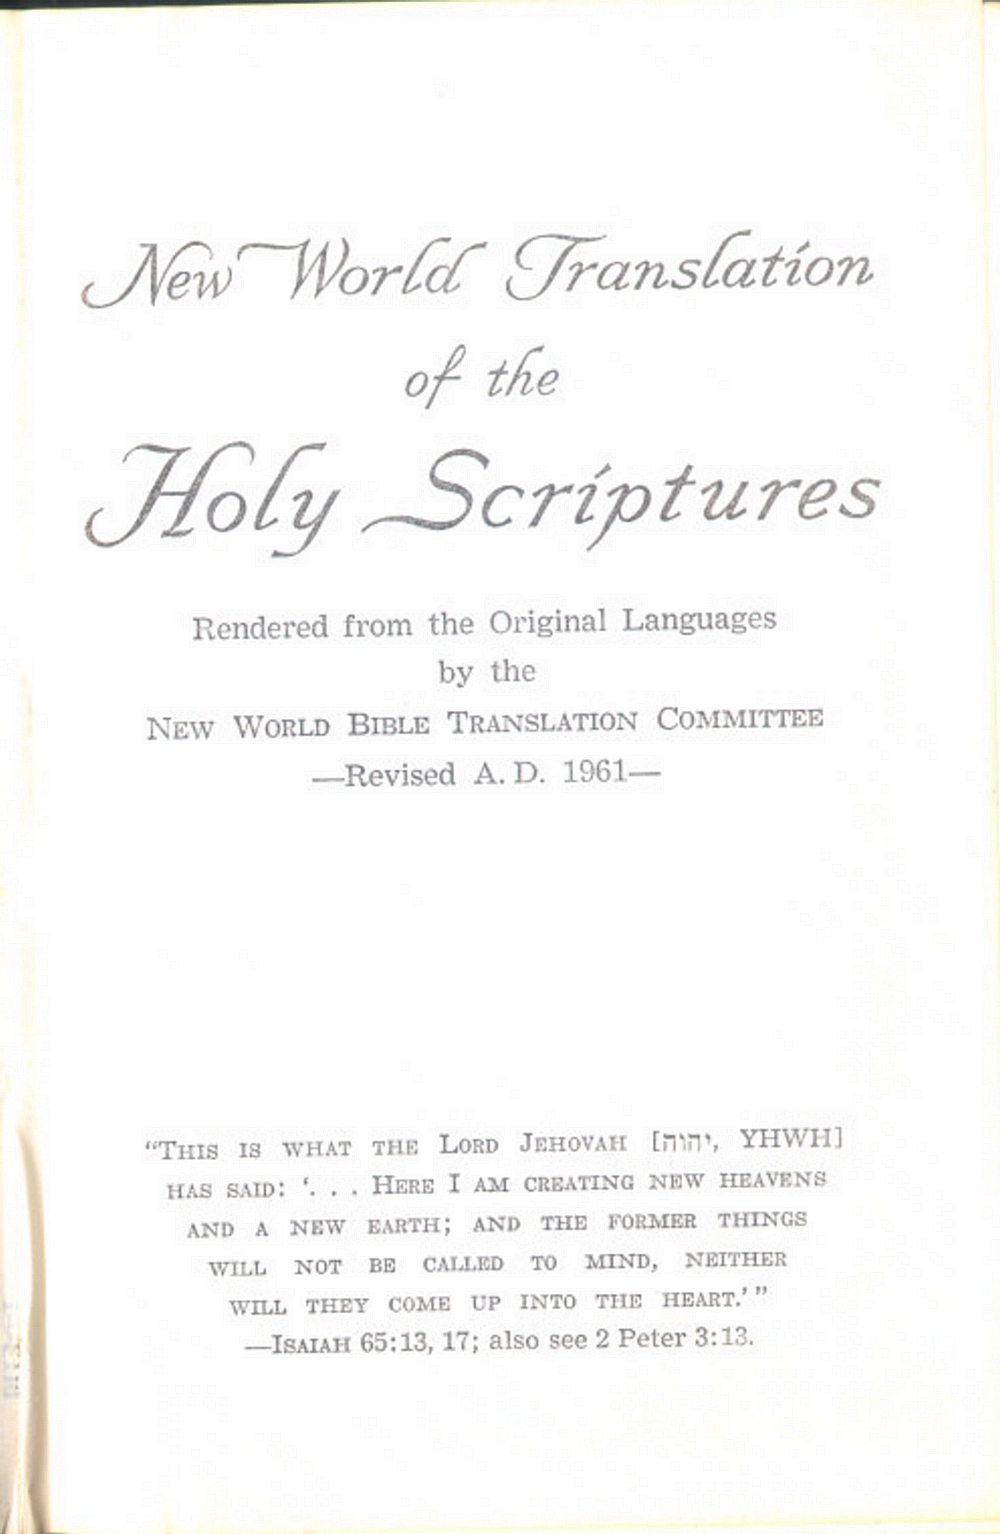 New World Translation
of the
Holy Scriptures
Rendered from the Original Languages
by the
NEW WORLD BIBLE TRANSLATION COMMITTEE
—Revised A. D. 1961—
“THIS IS WHAT THE LORD JEHOVAH [יהוה, YHWH]
HAS SAID: ‘. . . HERE I AM CREATING NEW HEAVENS
AND A NEW EARTH; AND THE FORMER THINGS
WILL NOT BE CALLED TO MIND, NEITHER
WILL THEY COME UP INTO THE HEART.’”
—ISAIAH 65:13, 17; also see 2 Peter 3:13.